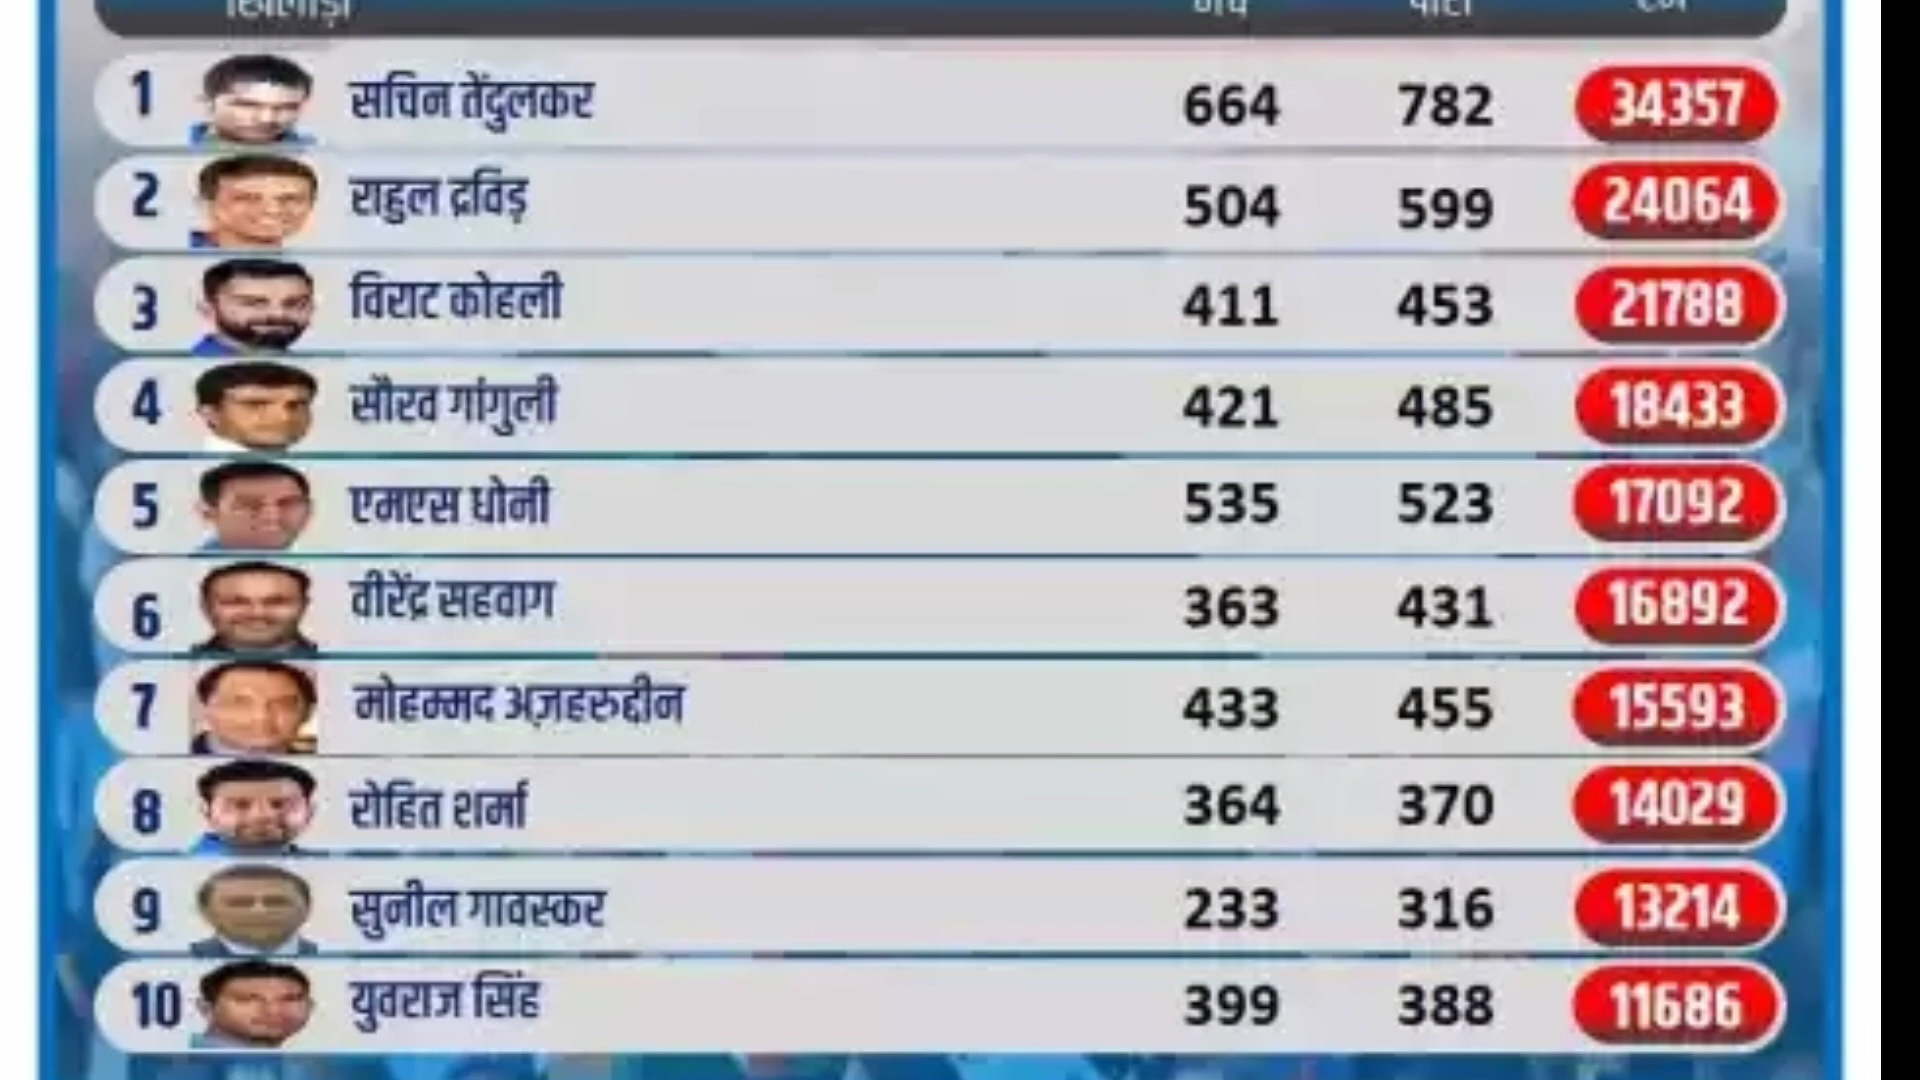 खिलाड़ी मैच पारी रन
1 सचिन तेंदुलकर 664 782 34357
2 राहुल द्रविड़ 504 599 24064
3 विराट कोहली 411 453 21788
4 सौरव गांगुली 421 485 18433
5 एमएस धोनी 535 523 17092
6 वीरेंद्र सहवाग 363 431 16892
7 मोहम्मद अज़हरुद्दीन 433 455 15593
8 रोहित शर्मा 364 370 14029
9 सुनील गावस्कर 233 316 13214
10 युवराज सिंह 399 388 11686